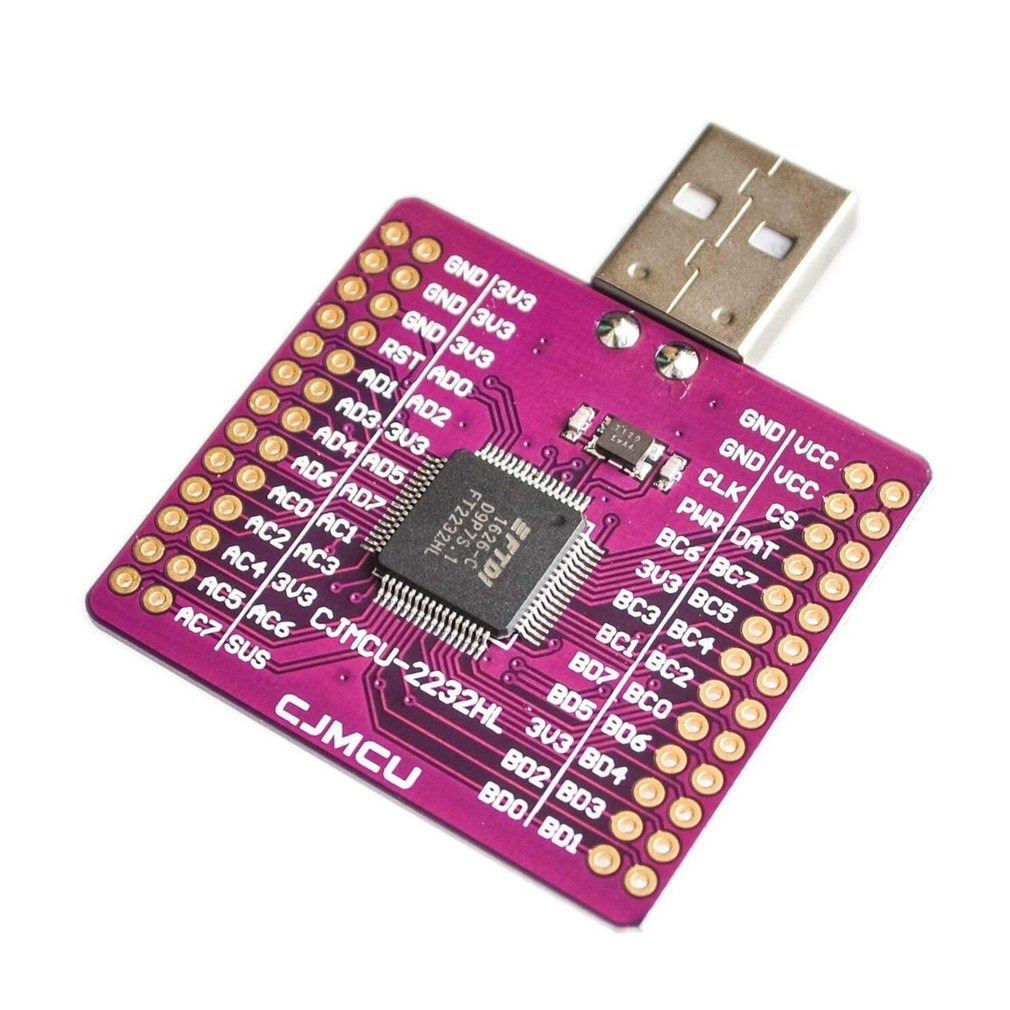 GND 3V3
GND 3V3
GND 3V3
RST AD0
AD1 AD2
AD3 3V3
AD4 AD5
AD6 AD7
AC0 AC1
AC2 AC3
AC4 3V3
AC5 AC6
AC7 SUS
FTDI
1626-C
D9P7S.1
FT2232HL
CJMCU-2232HL
CJMCU
GND VCC
GND VCC
CLK CS
PWR DAT
BC6 BC7
3V3 BC5
BC3 BC4
BC1 BC2
BD7 BC0
BD5 BD6
3V3 BD4
BD2 BD3
BD0 BD1